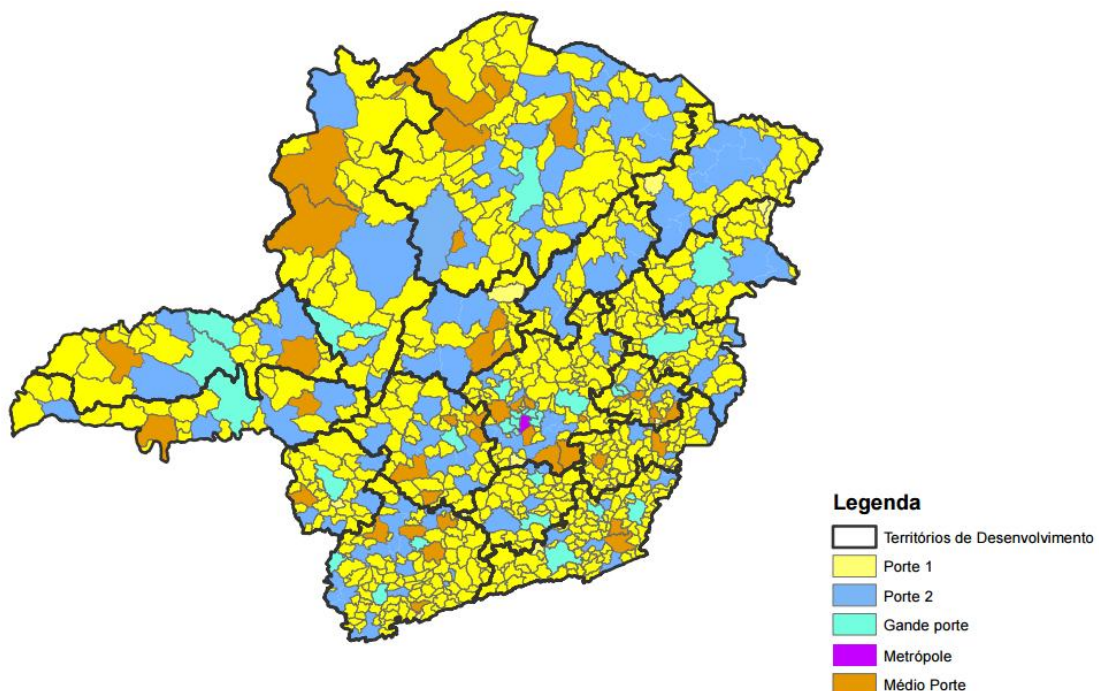 Legenda
Territórios de Desenvolvimento
Porte 1
Porte 2
Gande porte
Metrópole
Médio Porte